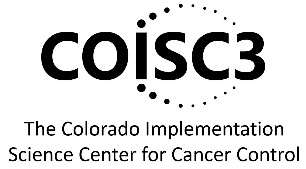 COISC3
The Colorado Implementation
Science Center for Cancer Control